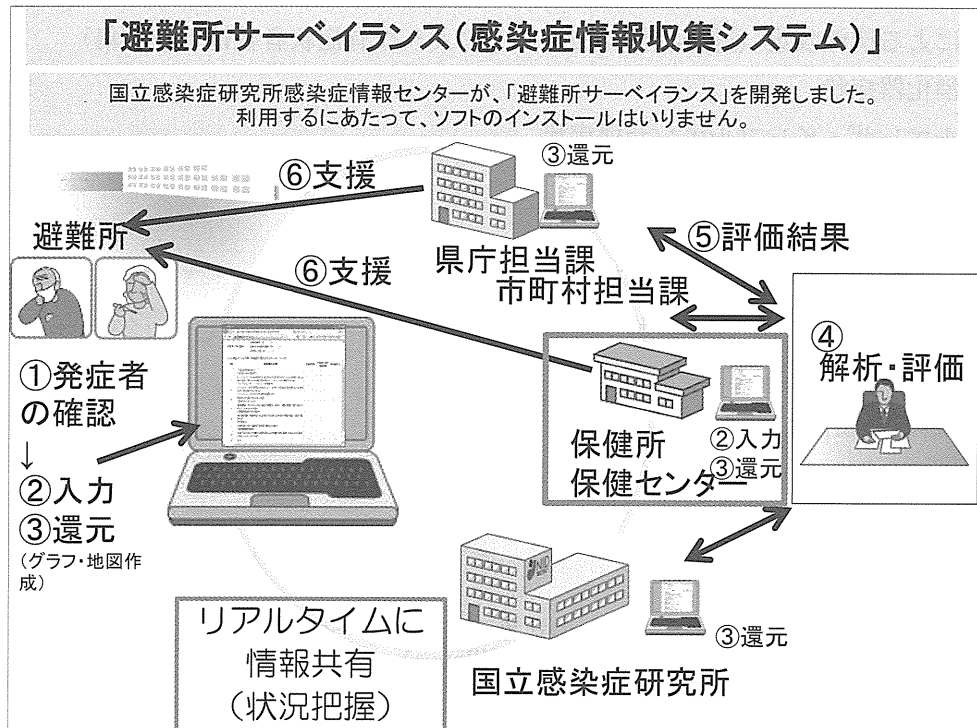 「避難所サーベイランス(感染症情報収集システム)」
国立感染症研究所感染症情報センターが、「避難所サーベイランス」を開発しました。
利用するにあたって、ソフトのインストールはいりません。
③還元
⑥支援
避難所
県庁担当課
市町村担当課
⑤評価結果
⑥支援
①発症者
の確認
↓
②入力
③還元
(グラフ・地図作
成)
④
解析・評価
保健所
保健センター
②入力
③還元
NIID
③還元
国立感染症研究所
リアルタイムに
情報共有
(状況把握)